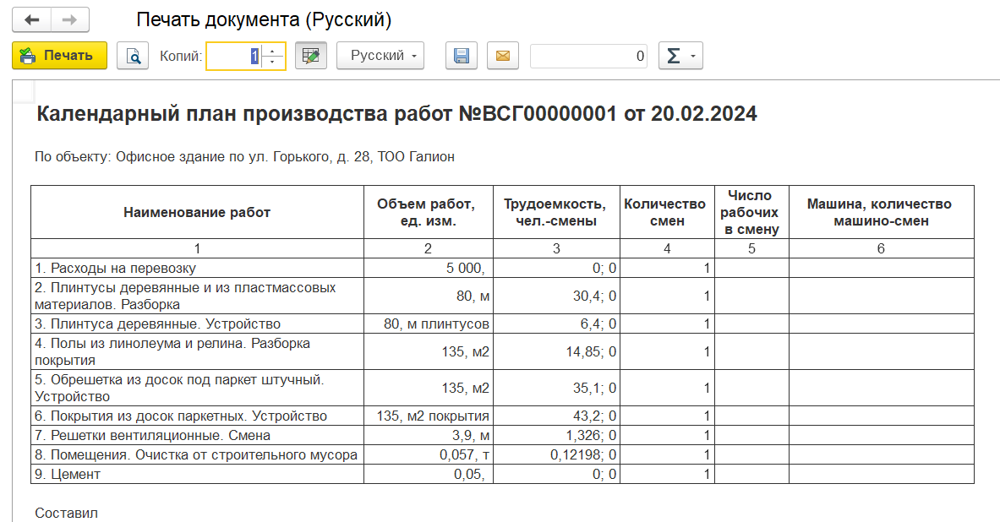 Печать документа (Русский)
Печать Копий: 1 Русский 0 Σ
Календарный план производства работ №ВСГ00000001 от 20.02.2024
По объекту: Офисное здание по ул. Горького, д. 28, ТОО Галион
Наименование работ
Объем работ,
ед. изм.
Трудоемкость,
чел.-смены
Количество
смен
Число
рабочих
в смену
Машина, количество
машино-смен
1 2 3 4 5 6
1. Расходы на перевозку 5 000, 0; 0 1
2. Плинтусы деревянные и из пластмассовых
материалов. Разборка 80, м 30,4; 0 1
3. Плинтуса деревянные. Устройство 80, м плинтусов 6,4; 0 1
4. Полы из линолеума и релина. Разборка
покрытия 135, м2 14,85; 0 1
5. Обрешетка из досок под паркет штучный.
Устройство 135, м2 35,1; 0 1
6. Покрытия из досок паркетных. Устройство 135, м2 покрытия 43,2; 0 1
7. Решетки вентиляционные. Смена 3,9, м 1,326; 0 1
8. Помещения. Очистка от строительного мусора 0,057, т 0,12198; 0 1
9. Цемент 0,05, 0; 0 1
Составил